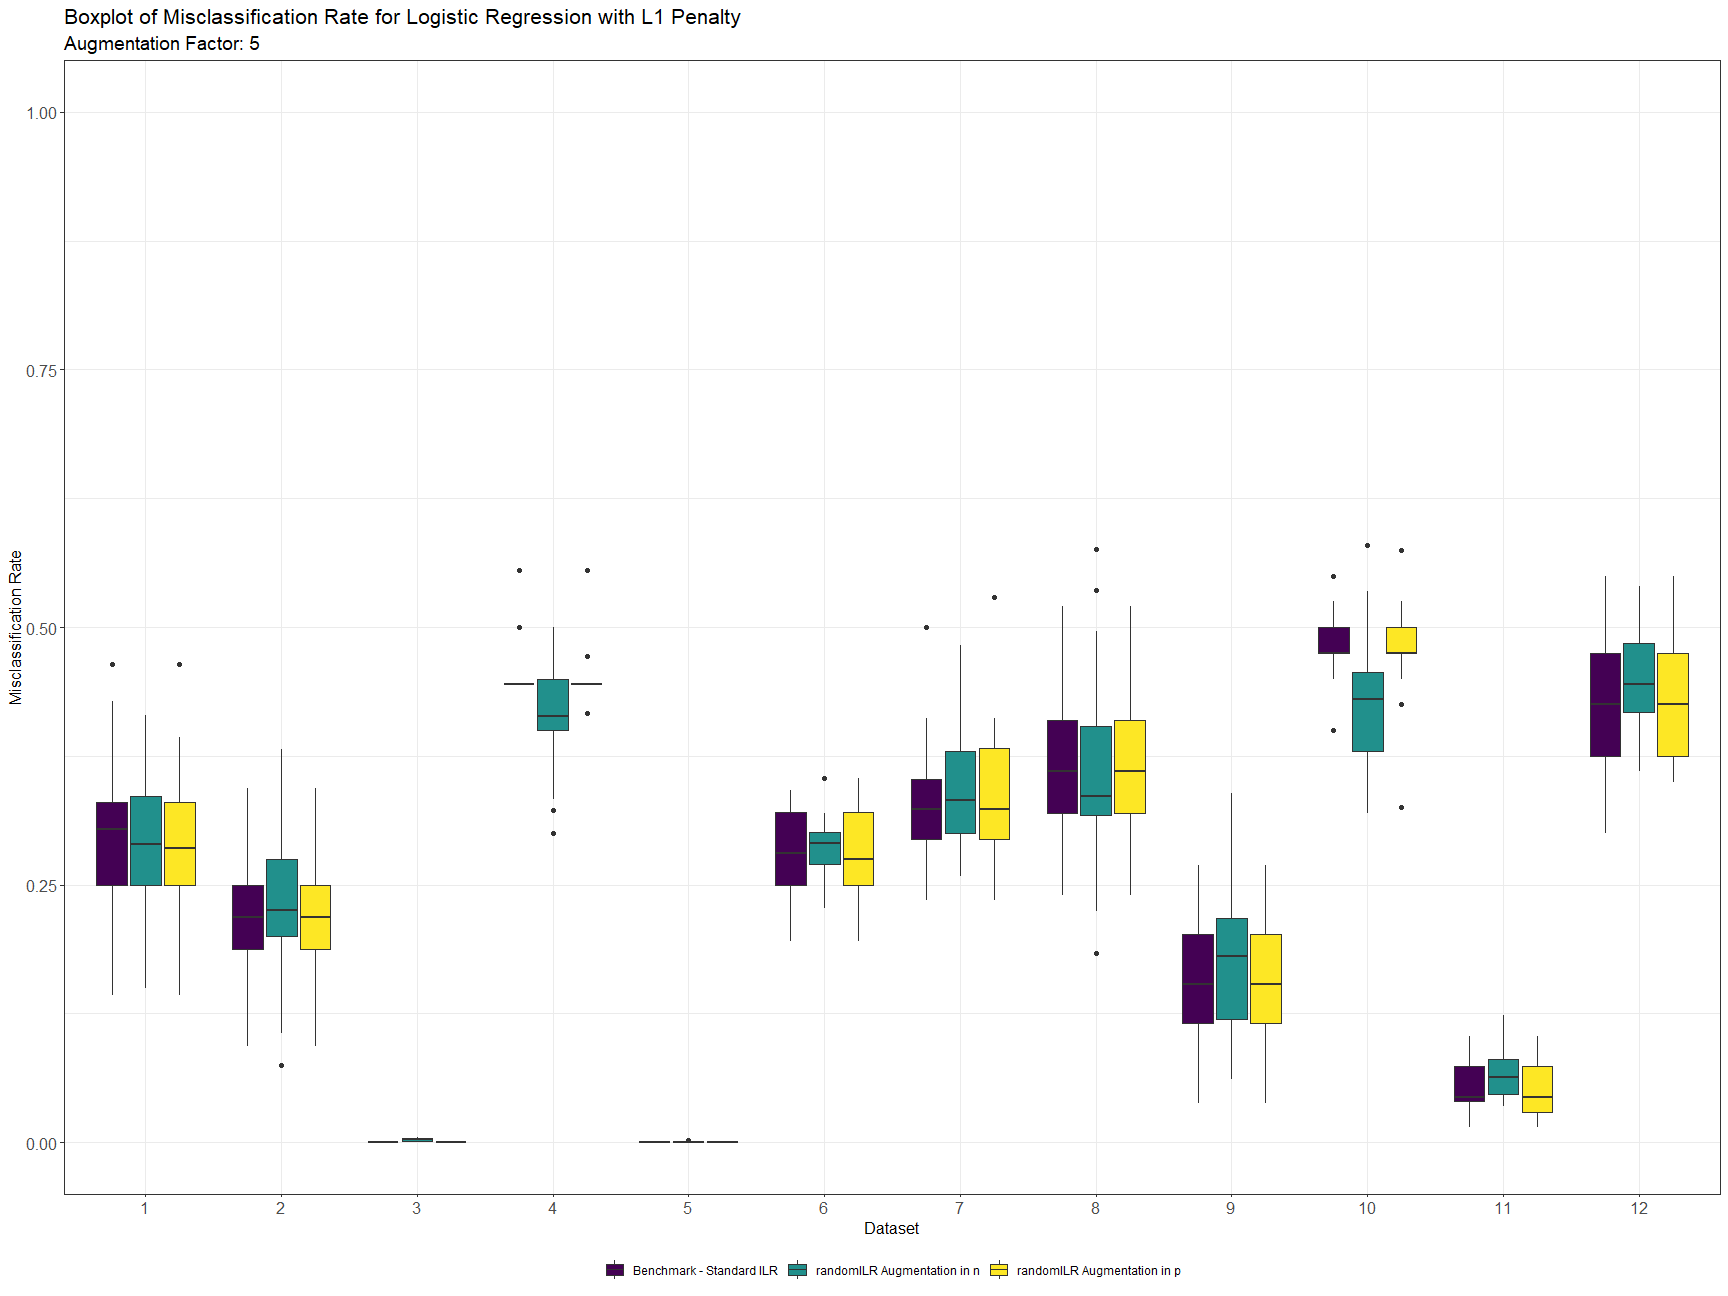 Boxplot of Misclassification Rate for Logistic Regression with L1 Penalty
Augmentation Factor: 5
Misclassification Rate
1.00
0.75
0.50
0.25
0.00
1 2 3 4 5 6 7 8 9 10 11 12
Dataset
Benchmark - Standard ILR randomILR Augmentation in n randomILR Augmentation in p